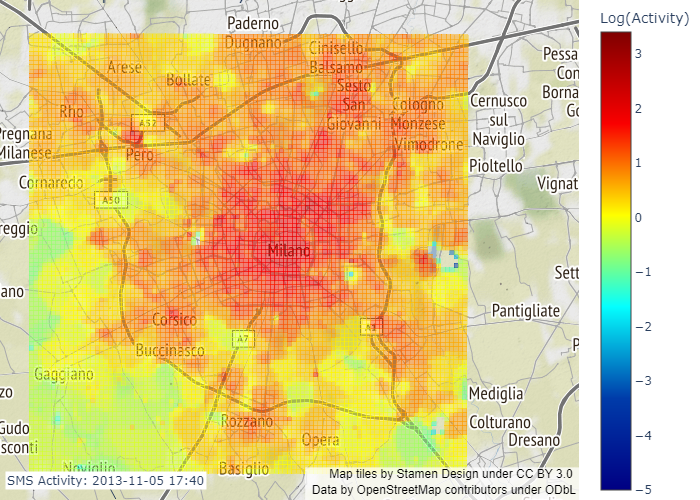 Log(Activity)
3
2
1
0
−1
−2
−3
−4
−5
Paderno
Dugnano
Cinisello
Balsamo
Arese
Bollate
Sesto
San
Giovanni
Pessa
Con
Borna
Go
Rho
A52
Cologno
Monzese
Cernusco
sul
Naviglio
Pregnana
Milanese
Pero
Vimodrone
Pioltello
Cornaredo
Vignat
A50
reggio
Milano
Sett
ano
Pantigliate
Corsico
A7
Buccinasco
P
Gaggiano
zo
Mediglia
Rozzano
Colturano
Gudo
sconti
Opera
Dresano
Noviglio
Basiglio
SMS Activity: 2013-11-05 17:40
Map tiles by Stamen Design under CC BY 3.0
Data by OpenStreetMap contributors under ODbL